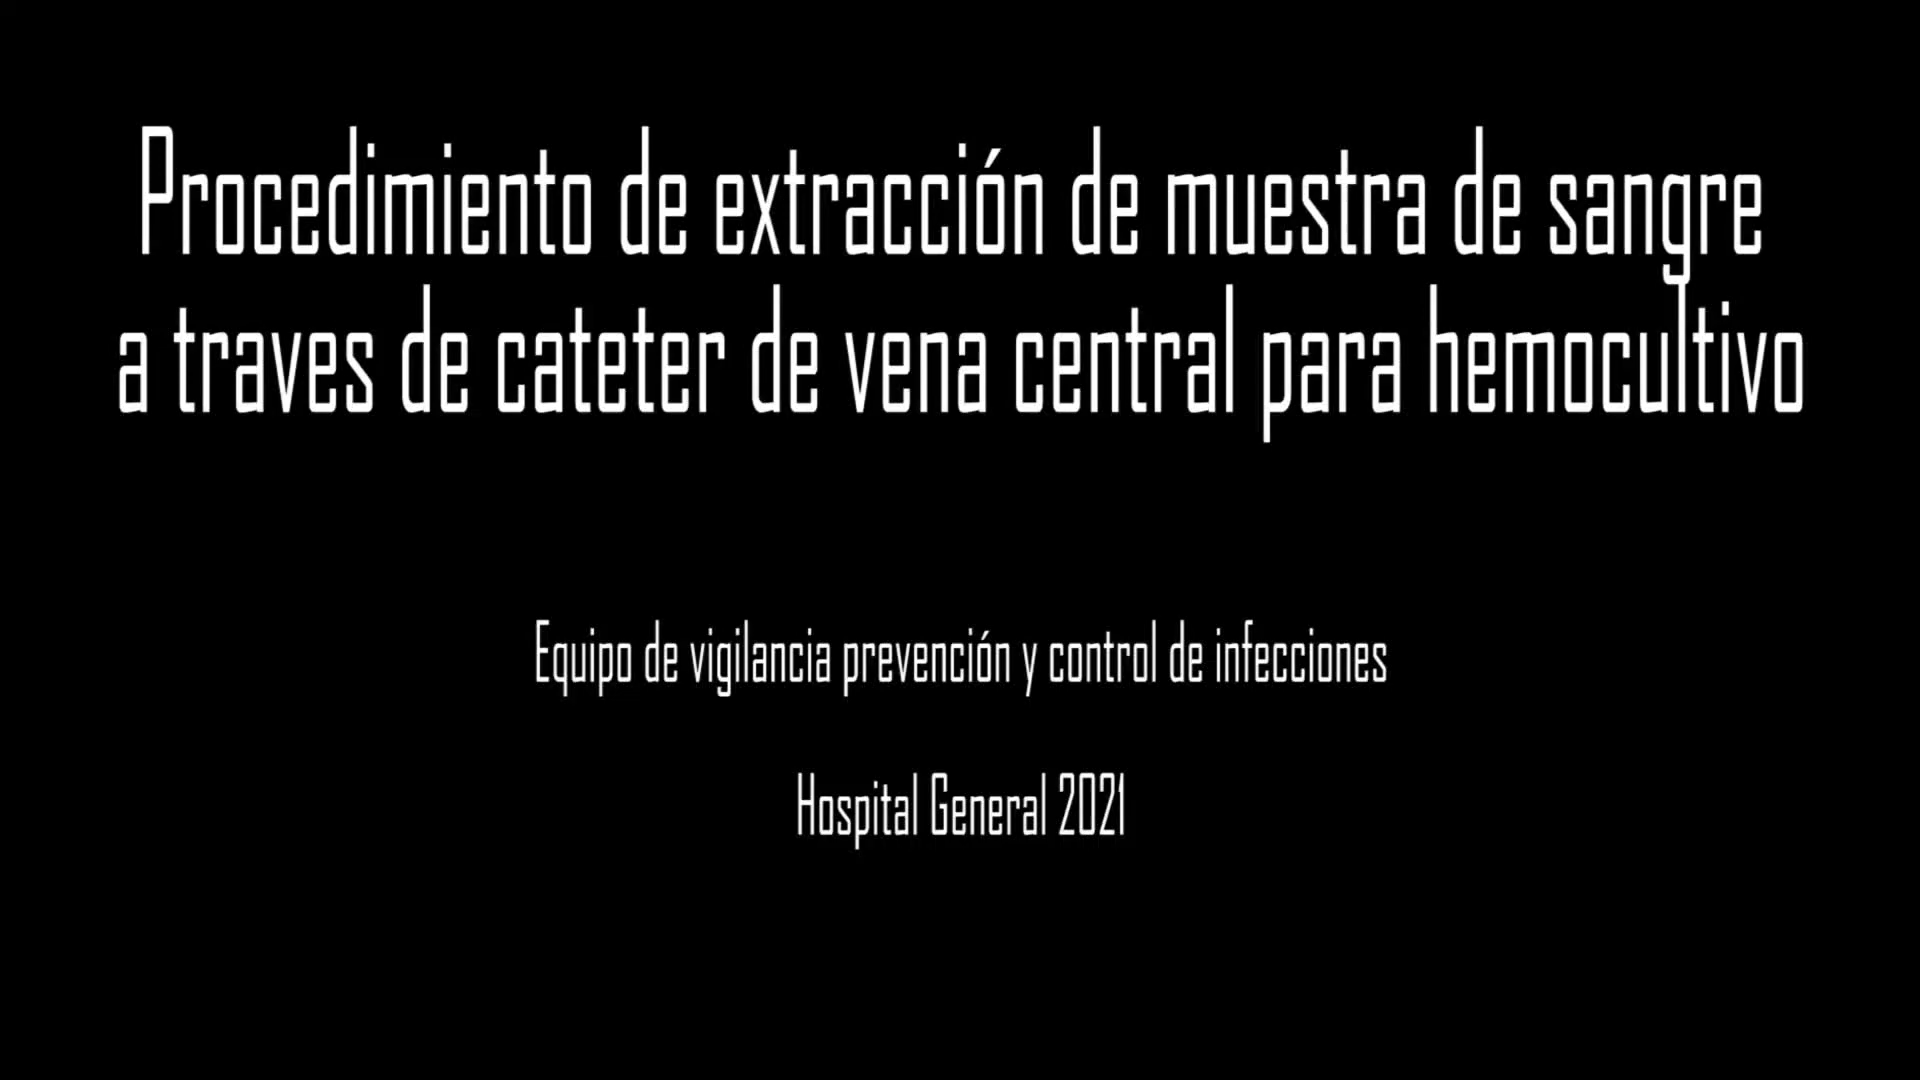 Procedimiento de extracción de muestra de sangre
a traves de cateter de vena central para hemocultivo
Equipo de vigilancia prevención y control de infecciones
Hospital General 2021